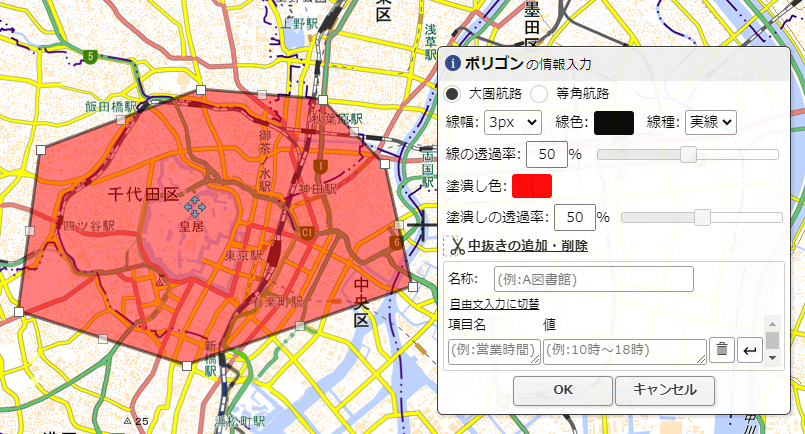 上野駅
浅草駅
墨田区
5
飯田橋駅
秋葉原駅
御茶ノ水駅
両国駅
1
神田駅
千代田区
四ツ谷駅
皇居
C1
6
東京駅
有楽町駅
中央区
新橋駅
浜松町駅
25
ポリゴンの情報入力
大圏航路 等角航路
線幅: 3px 線色: 線種: 実線
線の透過率: 50 %
塗潰し色:
塗潰しの透過率: 50 %
中抜きの追加・削除
名称: (例:A図書館)
自由文入力に切替
項目名 値
(例:営業時間) (例:10時～18時)
OK キャンセル